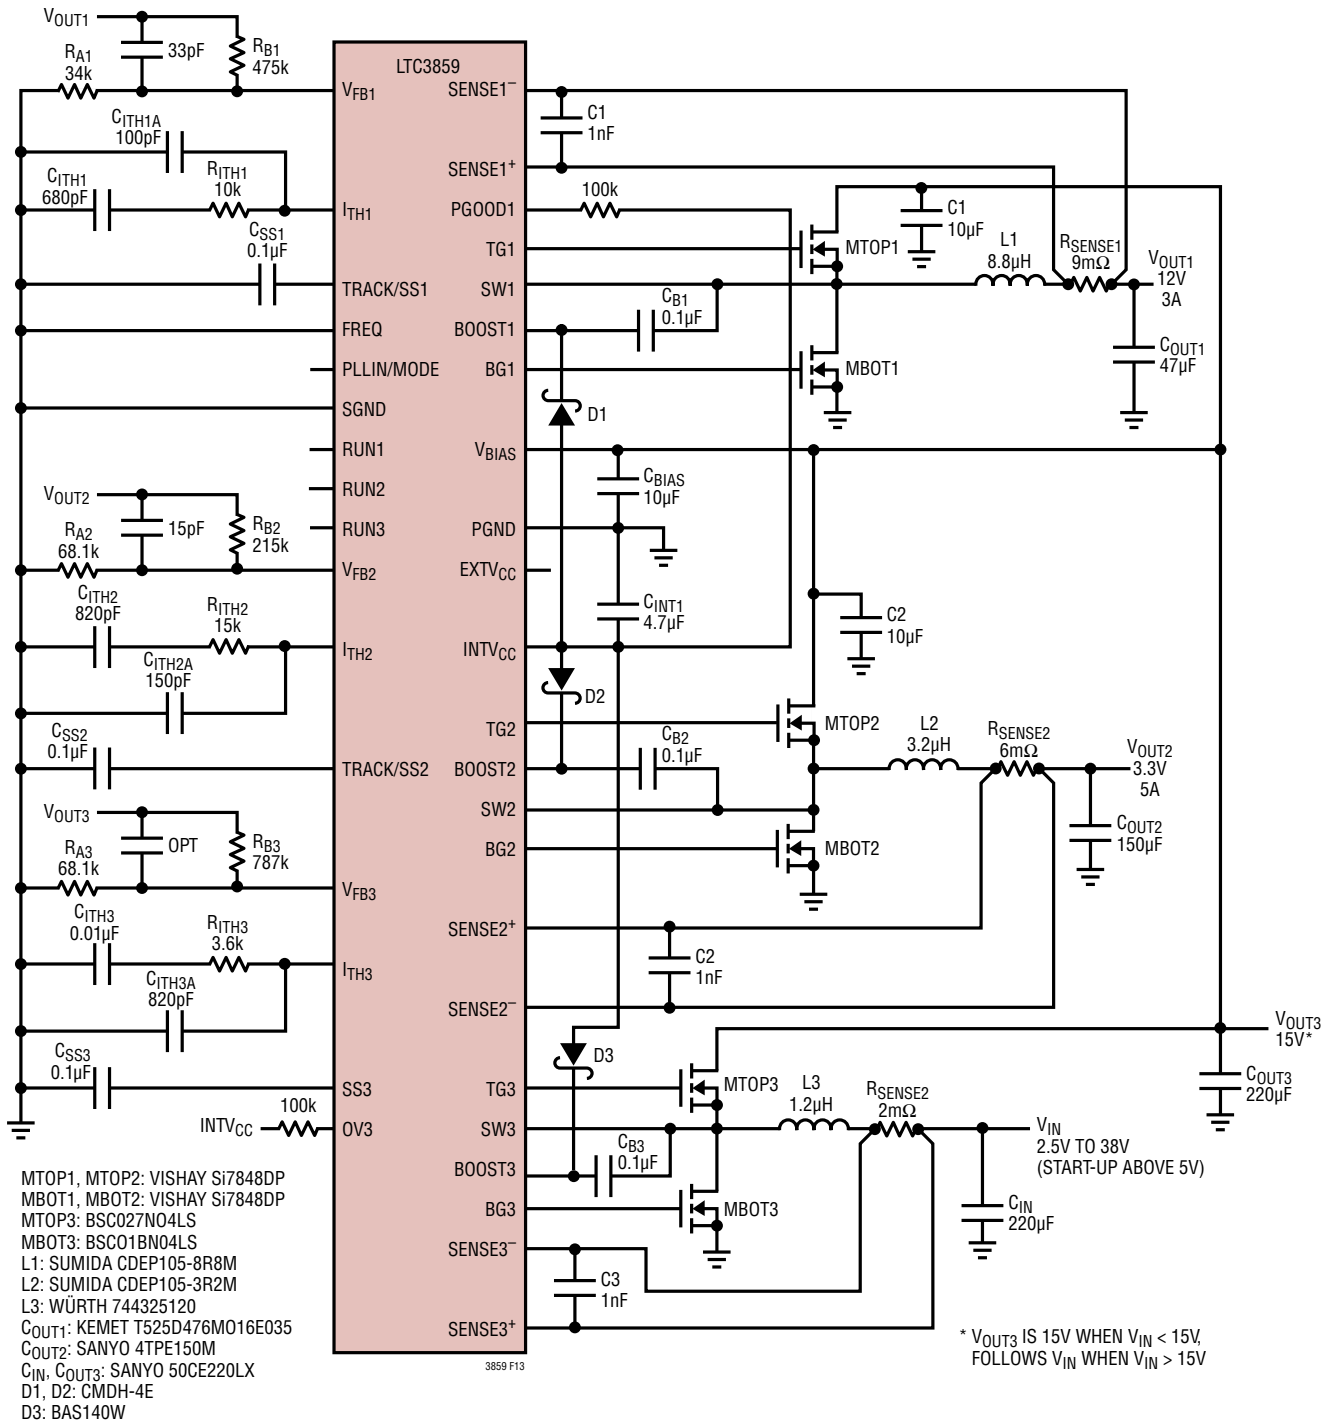 VOUT1
33pF
RB1
475k
RA1
34k
CITH1A
100pF
RITH1
10k
CITH1
680pF
CSS1
0.1µF
VOUT2
15pF
RB2
215k
RA2
68.1k
CITH2
820pF
RITH2
15k
CITH2A
150pF
CSS2
0.1µF
VOUT3
OPT
RB3
787k
RA3
68.1k
CITH3
0.01µF
RITH3
3.6k
CITH3A
820pF
CSS3
0.1µF
100k
INTVCC
LTC3859
VFB1
ITH1
TRACK/SS1
FREQ
PLLIN/MODE
SGND
RUN1
RUN2
RUN3
VFB2
ITH2
TRACK/SS2
VFB3
ITH3
SS3
OV3
SENSE1–
SENSE1+
PGOOD1
TG1
SW1
BOOST1
BG1
VBIAS
PGND
EXTVCC
INTVCC
TG2
BOOST2
SW2
BG2
SENSE2+
SENSE2–
TG3
SW3
BOOST3
BG3
SENSE3–
SENSE3+
3859 F13
C1
1nF
100k
C1
10µF
MTOP1
L1
8.8µH
RSENSE1
9mΩ
VOUT1
12V
3A
COUT1
47µF
CB1
0.1µF
MBOT1
D1
CBIAS
10µF
CINT1
4.7µF
C2
10µF
D2
CB2
0.1µF
MTOP2
L2
3.2µH
RSENSE2
6mΩ
VOUT2
3.3V
5A
COUT2
150µF
MBOT2
C2
1nF
D3
MTOP3
L3
1.2µH
RSENSE2
2mΩ
VOUT3
15V*
COUT3
220µF
CB3
0.1µF
VIN
2.5V TO 38V
(START-UP ABOVE 5V)
CIN
220µF
MBOT3
C3
1nF
* VOUT3 IS 15V WHEN VIN < 15V,
FOLLOWS VIN WHEN VIN > 15V
MTOP1, MTOP2: VISHAY Si7848DP
MBOT1, MBOT2: VISHAY Si7848DP
MTOP3: BSC027NO4LS
MBOT3: BSCO1BN04LS
L1: SUMIDA CDEP105-8R8M
L2: SUMIDA CDEP105-3R2M
L3: WÜRTH 744325120
COUT1: KEMET T525D476MO16E035
COUT2: SANYO 4TPE150M
CIN, COUT3: SANYO 50CE220LX
D1, D2: CMDH-4E
D3: BAS140W